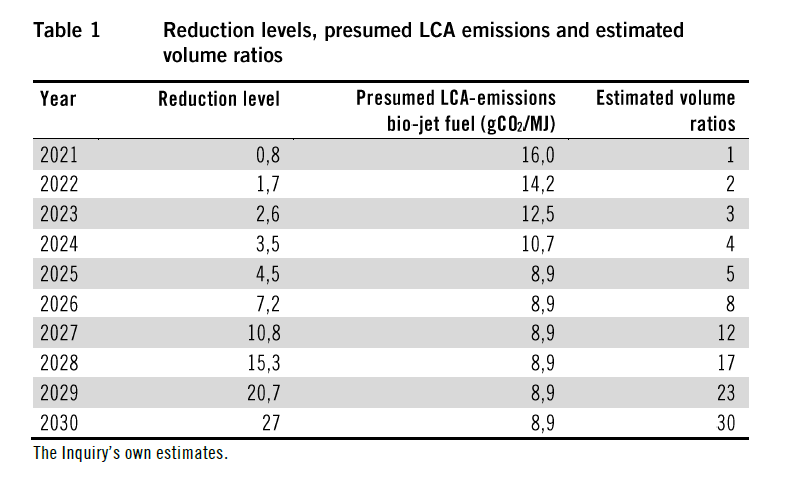 Table 1 Reduction levels, presumed LCA emissions and estimated
volume ratios
Year Reduction level Presumed LCA-emissions Estimated volume
bio-jet fuel (gCO₂/MJ) ratios
2021 0,8 16,0 1
2022 1,7 14,2 2
2023 2,6 12,5 3
2024 3,5 10,7 4
2025 4,5 8,9 5
2026 7,2 8,9 8
2027 10,8 8,9 12
2028 15,3 8,9 17
2029 20,7 8,9 23
2030 27 8,9 30
The Inquiry's own estimates.